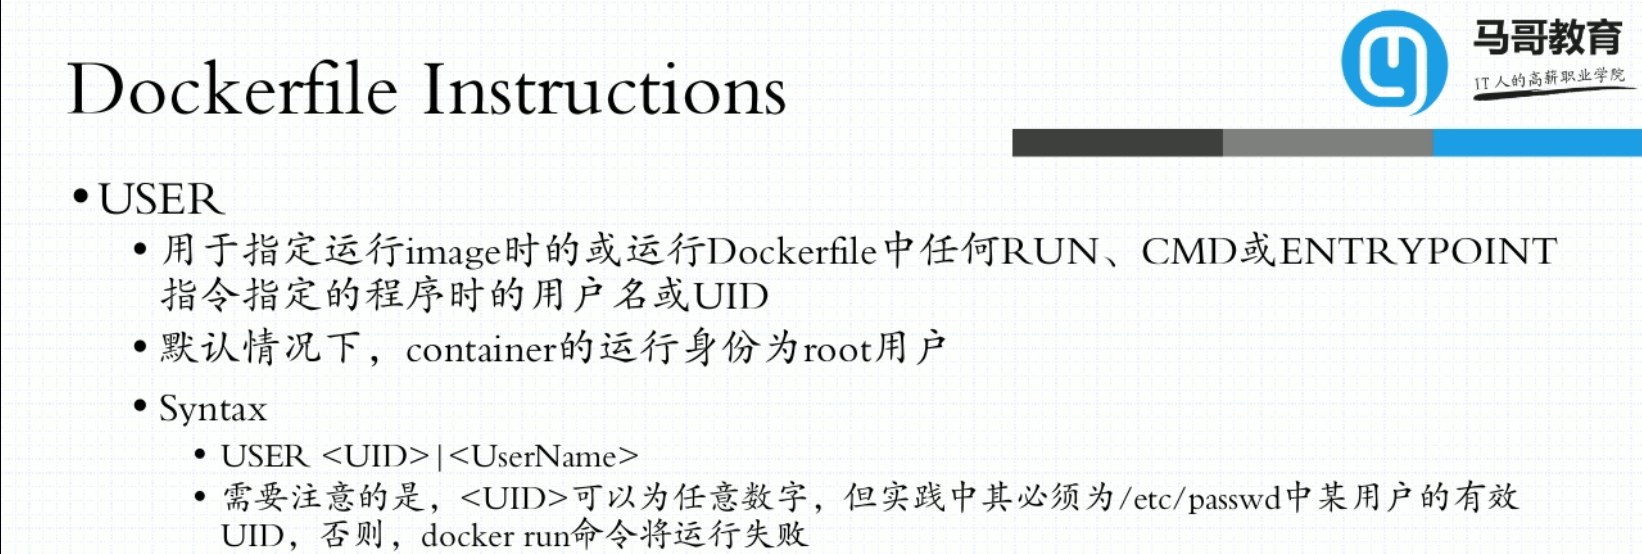 马哥教育
IT人的高薪职业学院
Dockerfile Instructions
•USER
•用于指定运行image时的或运行Dockerfile中任何RUN、CMD或ENTRYPOINT
指令指定的程序时的用户名或UID
•默认情况下，container的运行身份为root用户
•Syntax
•USER <UID>|<UserName>
•需要注意的是，<UID>可以为任意数字，但实践中其必须为/etc/passwd中某用户的有效
UID，否则，docker run命令将运行失败